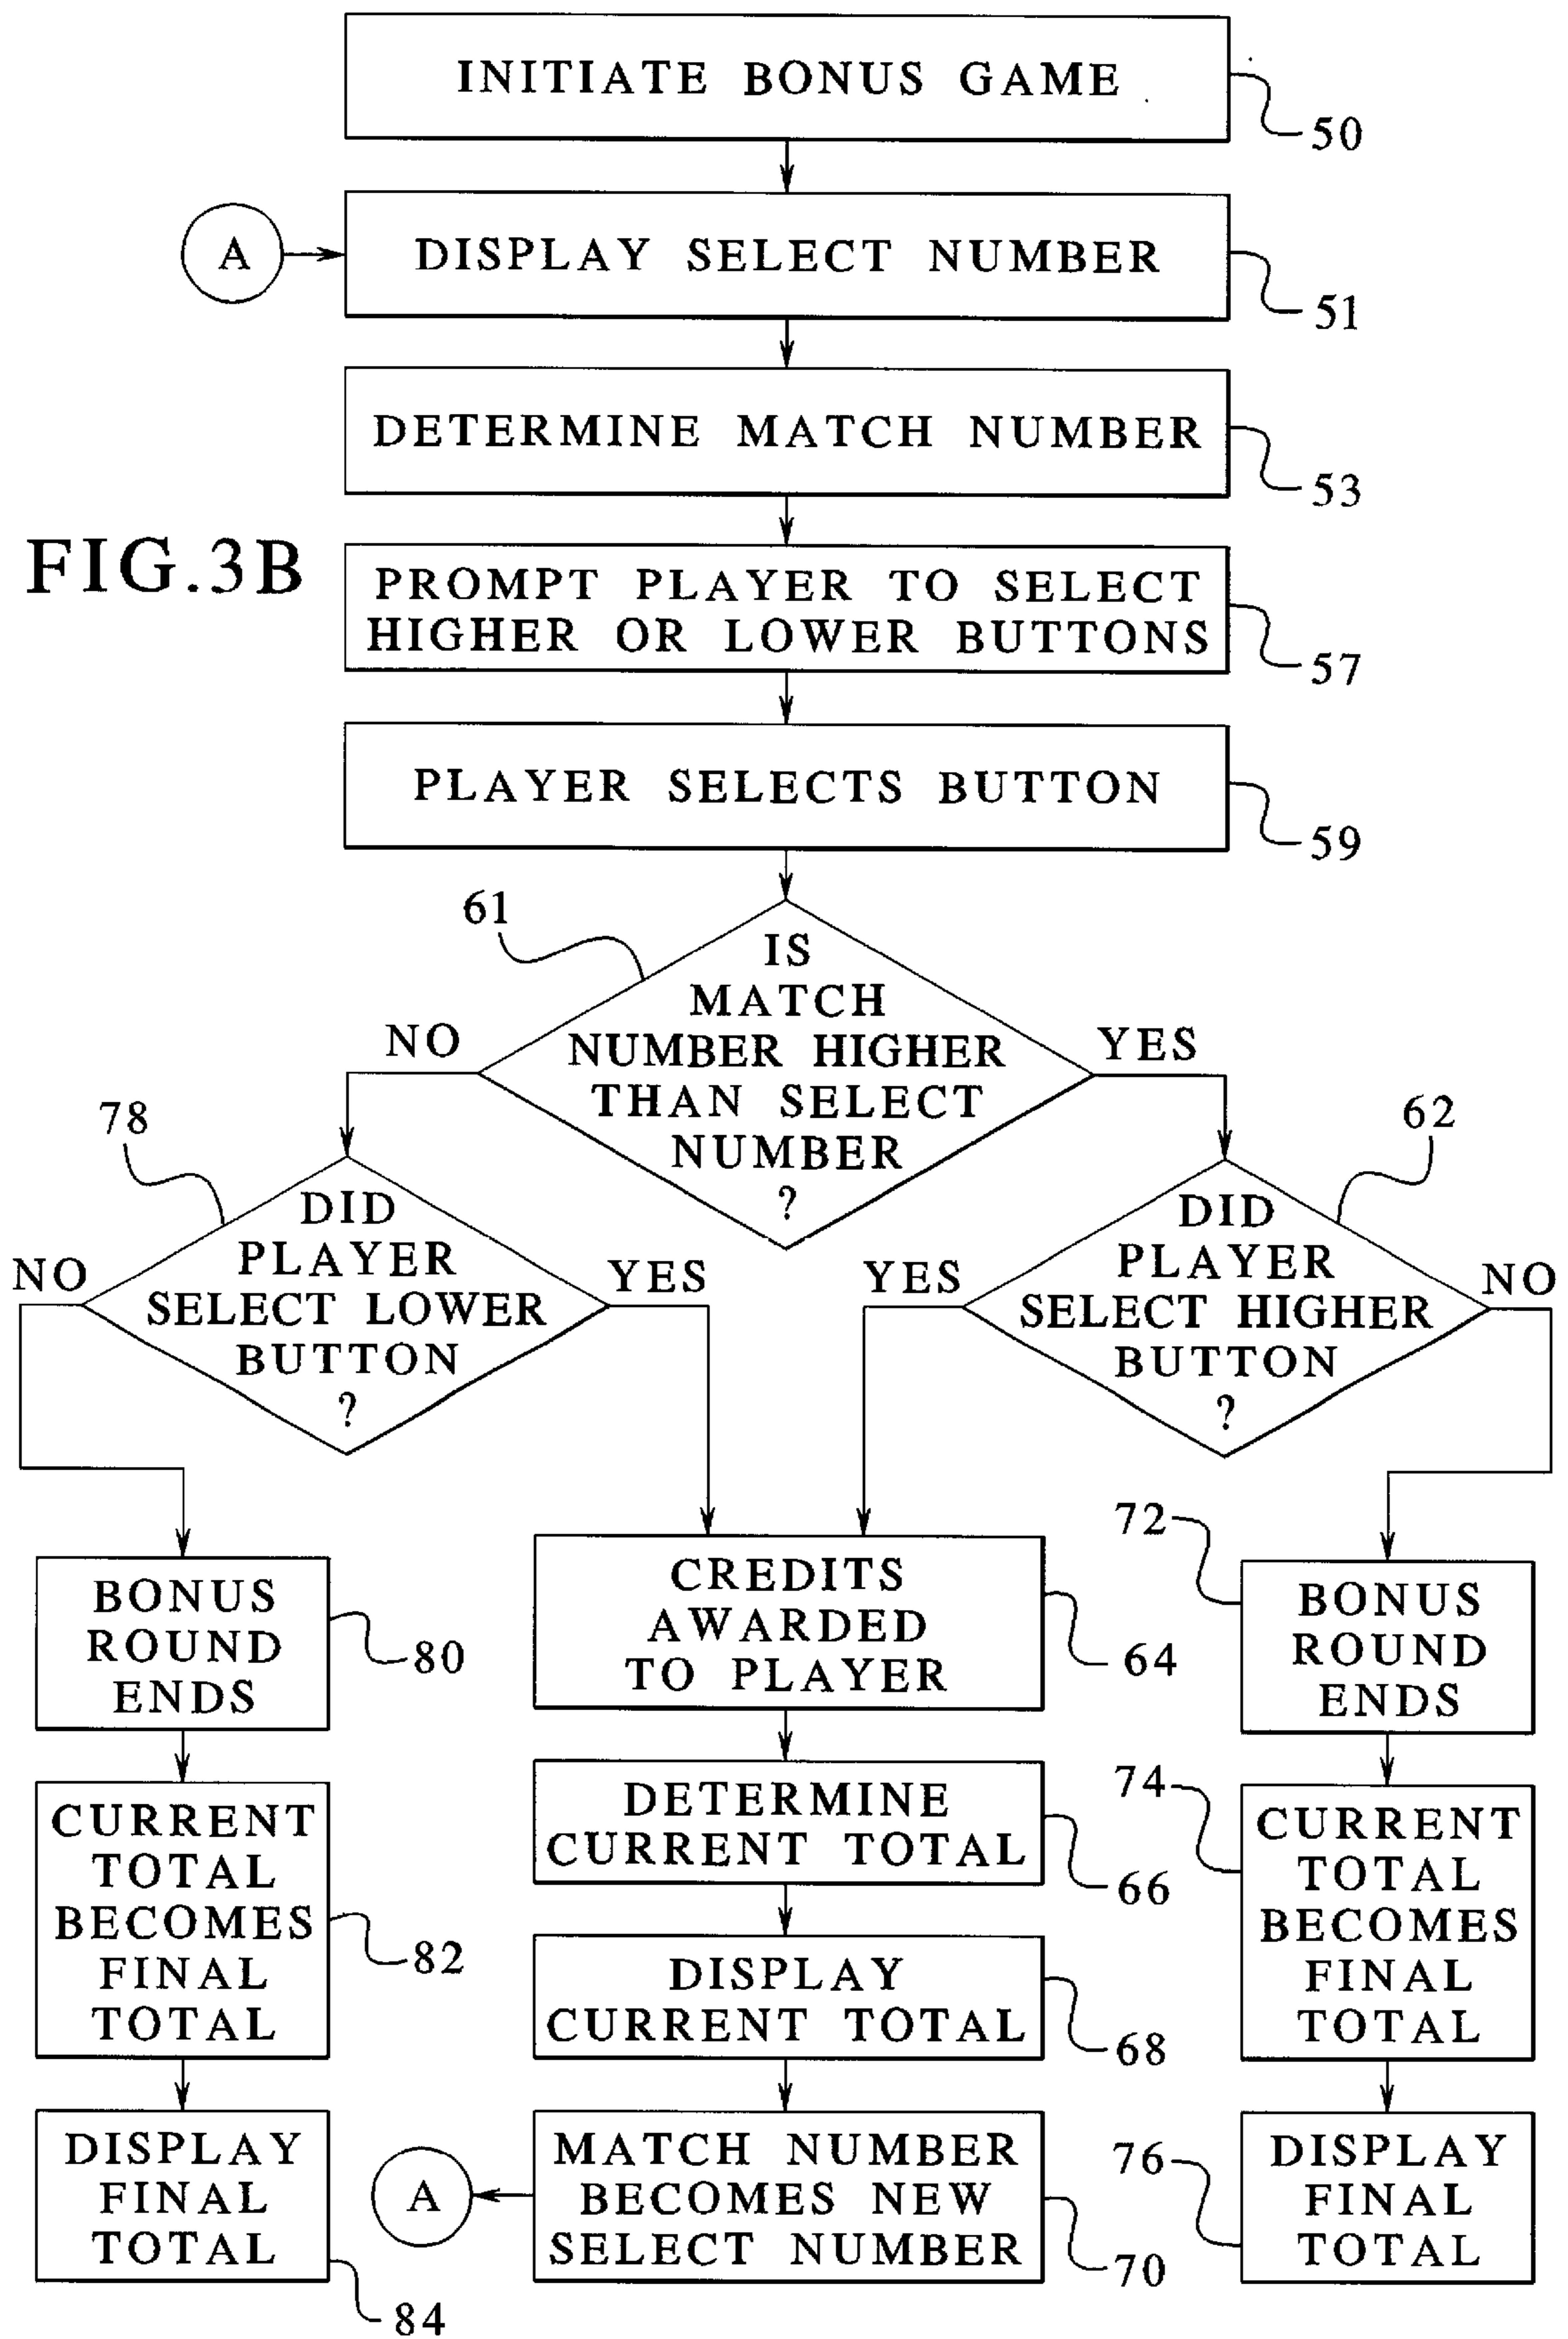 INITIATE BONUS GAME
50
A
DISPLAY SELECT NUMBER
51
DETERMINE MATCH NUMBER
53
FIG.3B
PROMPT PLAYER TO SELECT
HIGHER OR LOWER BUTTONS
57
PLAYER SELECTS BUTTON
59
61
IS
MATCH
NUMBER HIGHER
THAN SELECT
NUMBER
?
NO
YES
78
DID
PLAYER
SELECT LOWER
BUTTON
?
NO
YES
62
DID
PLAYER
SELECT HIGHER
BUTTON
?
YES
NO
BONUS
ROUND
ENDS
80
CURRENT
TOTAL
BECOMES
FINAL
TOTAL
82
DISPLAY
FINAL
TOTAL
84
CREDITS
AWARDED
TO PLAYER
64
DETERMINE
CURRENT TOTAL
66
DISPLAY
CURRENT TOTAL
68
MATCH NUMBER
BECOMES NEW
SELECT NUMBER
70
A
72
BONUS
ROUND
ENDS
74
CURRENT
TOTAL
BECOMES
FINAL
TOTAL
76
DISPLAY
FINAL
TOTAL